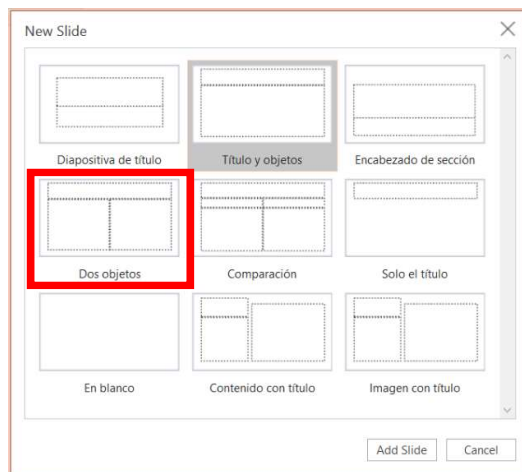 New Slide
Diapositiva de título
Título y objetos
Encabezado de sección
Dos objetos
Comparación
Solo el título
En blanco
Contenido con título
Imagen con título
Add Slide
Cancel